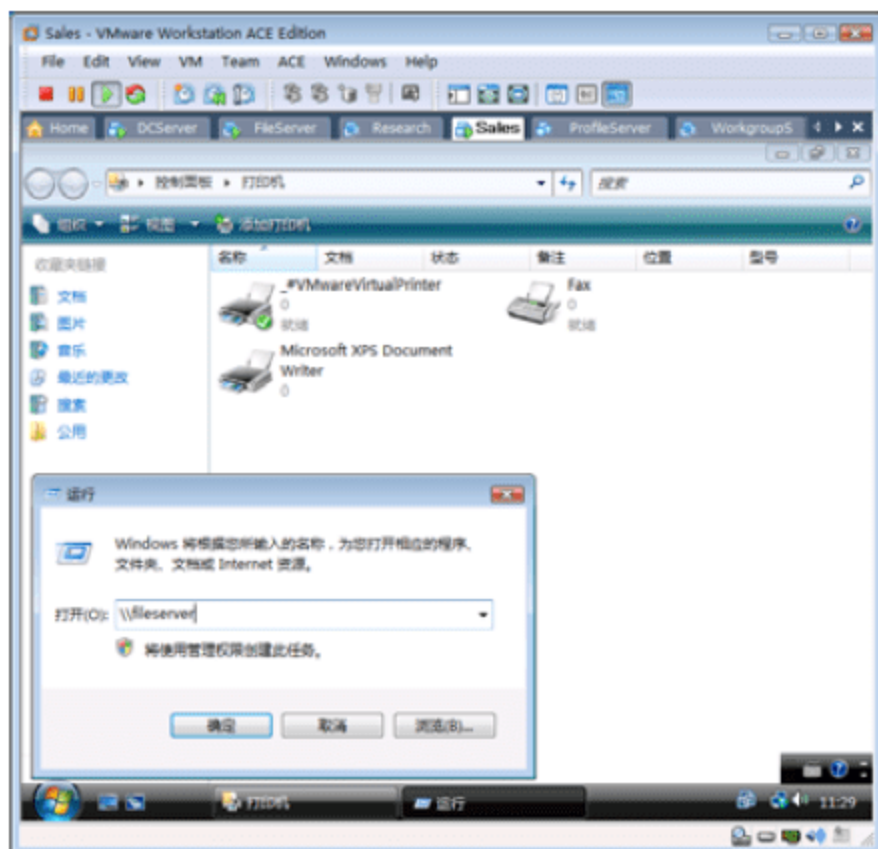 Sales - VMware Workstation ACE Edition
File Edit View VM Team ACE Windows Help
Home DCServer FileServer Research Sales ProfileServer WorkgroupS
控制面板 打印机 搜索
组织 视图 添加打印机
收藏夹链接
文档
图片
音乐
最近的更改
搜索
公用
名称 文档 状态 备注 位置 型号
_#VMwareVirtualPrinter
0
就绪
Fax
0
就绪
Microsoft XPS Document
Writer
0
运行
Windows 将根据您所输入的名称，为您打开相应的程序、
文件夹、文档或 Internet 资源。
打开(O): \\fileserver
将使用管理权限创建此任务。
确定 取消 浏览(B)...
打印机 运行 11:29